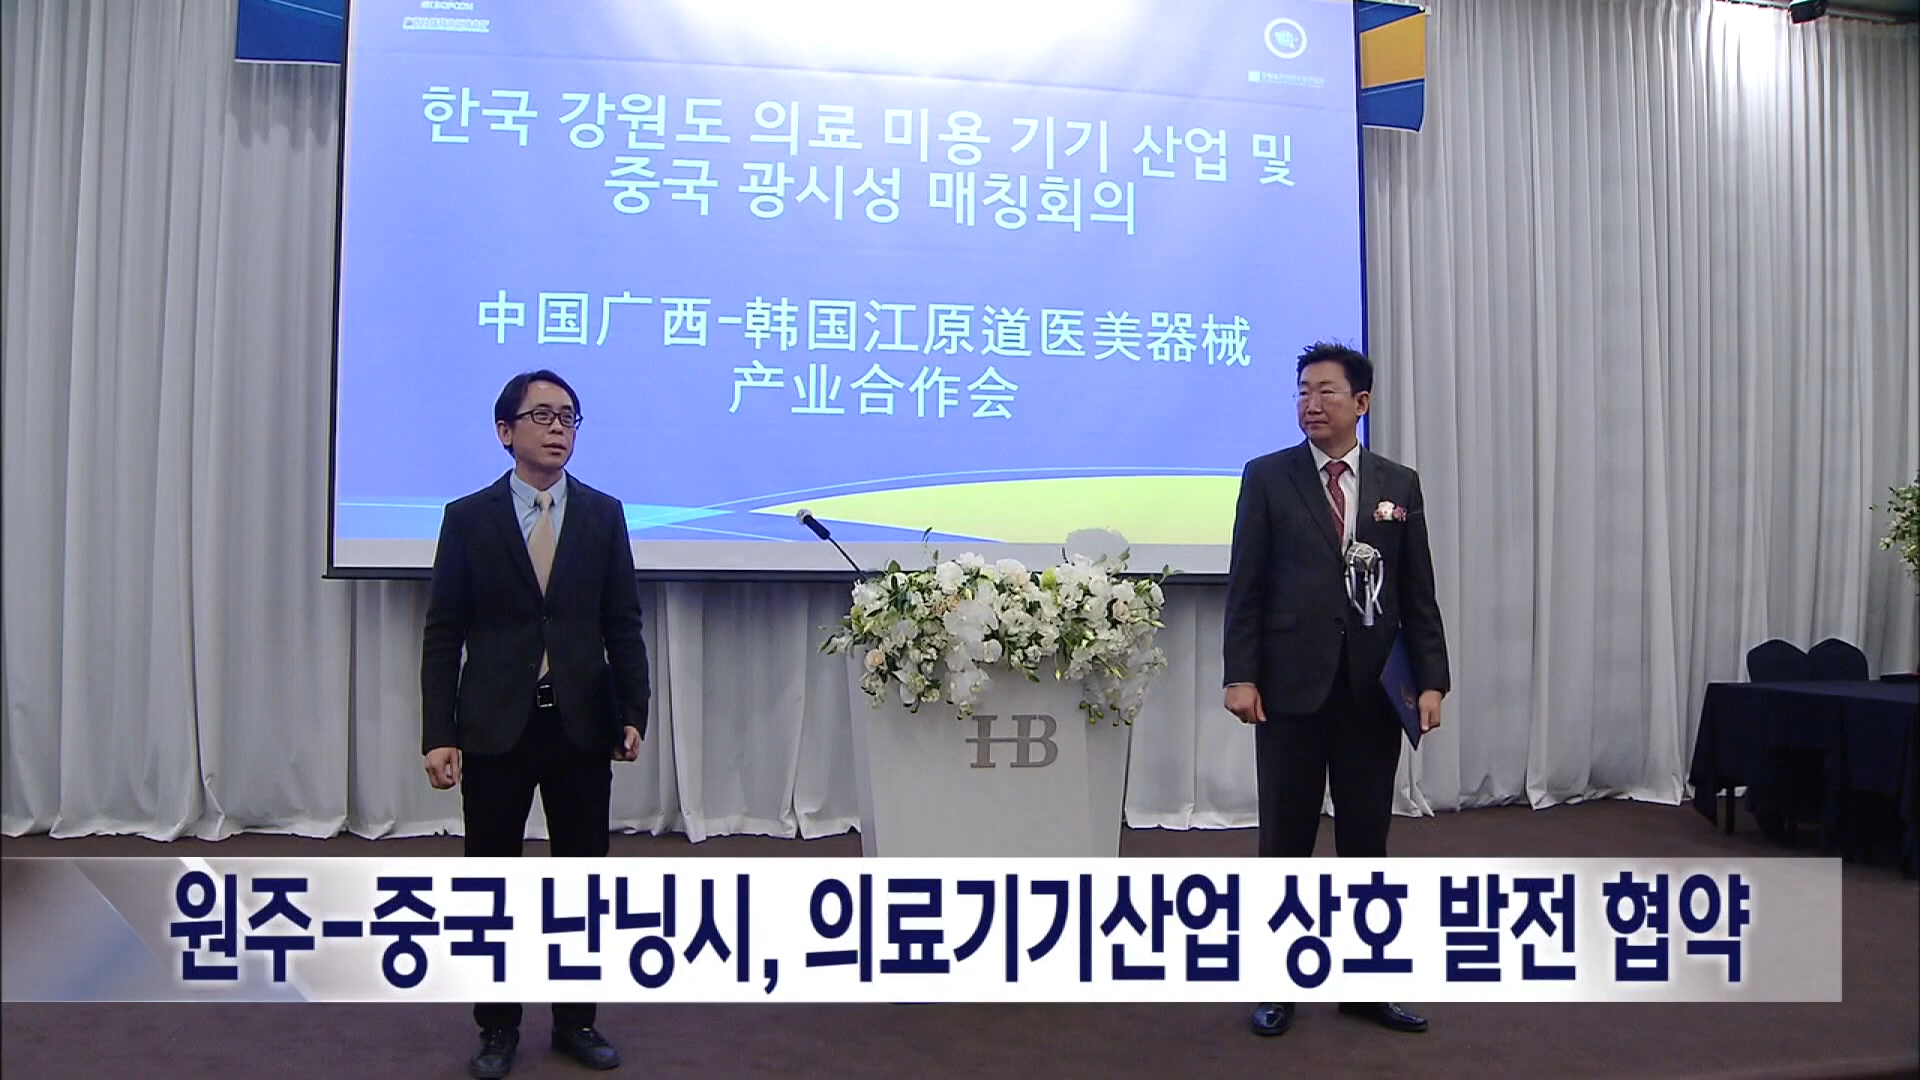 한국 강원도 의료 미용 기기 산업 및
중국 광시성 매칭회의
中国广西-韩国江原道医美器械
产业合作会
HB
원주-중국 난닝시, 의료기기산업 상호 발전 협약